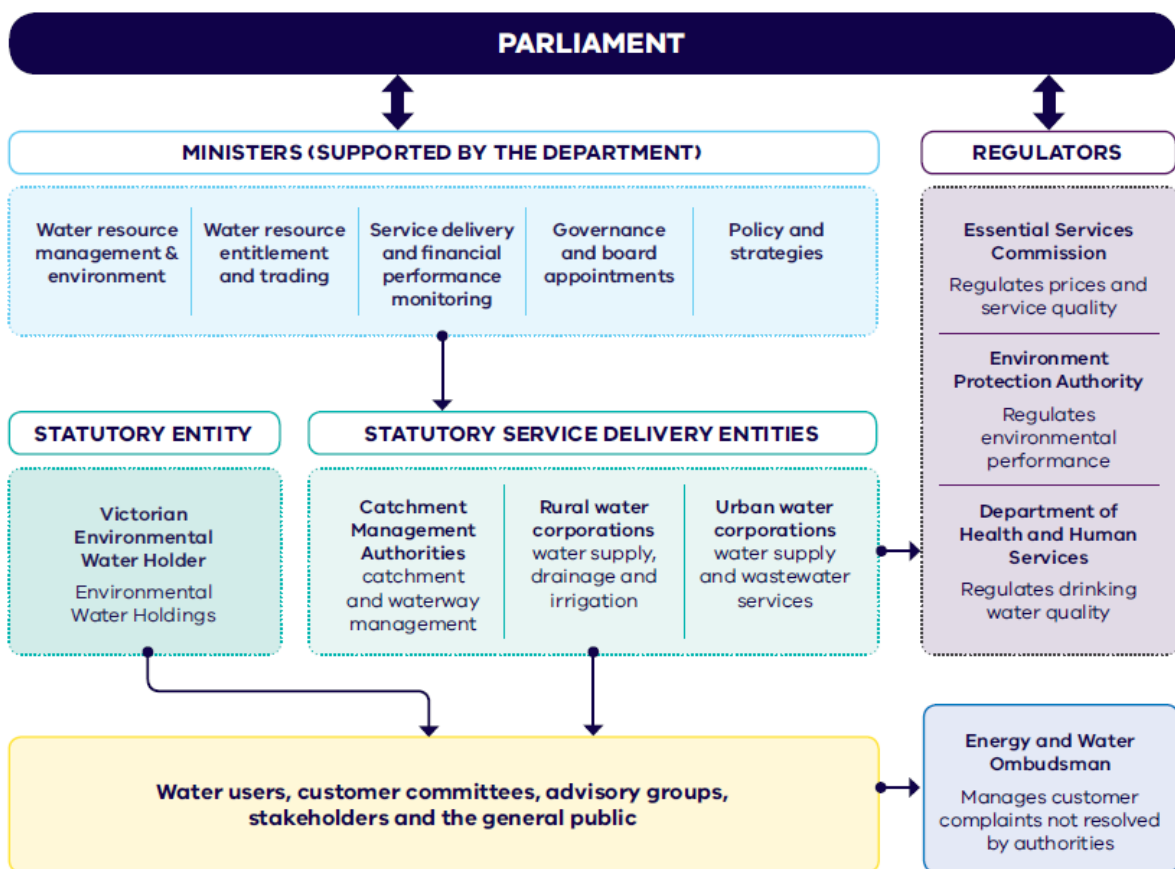 PARLIAMENT
MINISTERS (SUPPORTED BY THE DEPARTMENT)
Water resource
management &
environment
Water resource
entitlement
and trading
Service delivery
and financial
performance
monitoring
Governance
and board
appointments
Policy and
strategies
REGULATORS
Essential Services
Commission
Regulates prices and
service quality
Environment
Protection Authority
Regulates
environmental
performance
Department of
Health and Human
Services
Regulates drinking
water quality
STATUTORY ENTITY
Victorian
Environmental
Water Holder
Environmental
Water Holdings
STATUTORY SERVICE DELIVERY ENTITIES
Catchment
Management
Authorities
catchment
and waterway
management
Rural water
corporations
water supply,
drainage and
irrigation
Urban water
corporations
water supply
and wastewater
services
Water users, customer committees, advisory groups,
stakeholders and the general public
Energy and Water
Ombudsman
Manages customer
complaints not resolved
by authorities